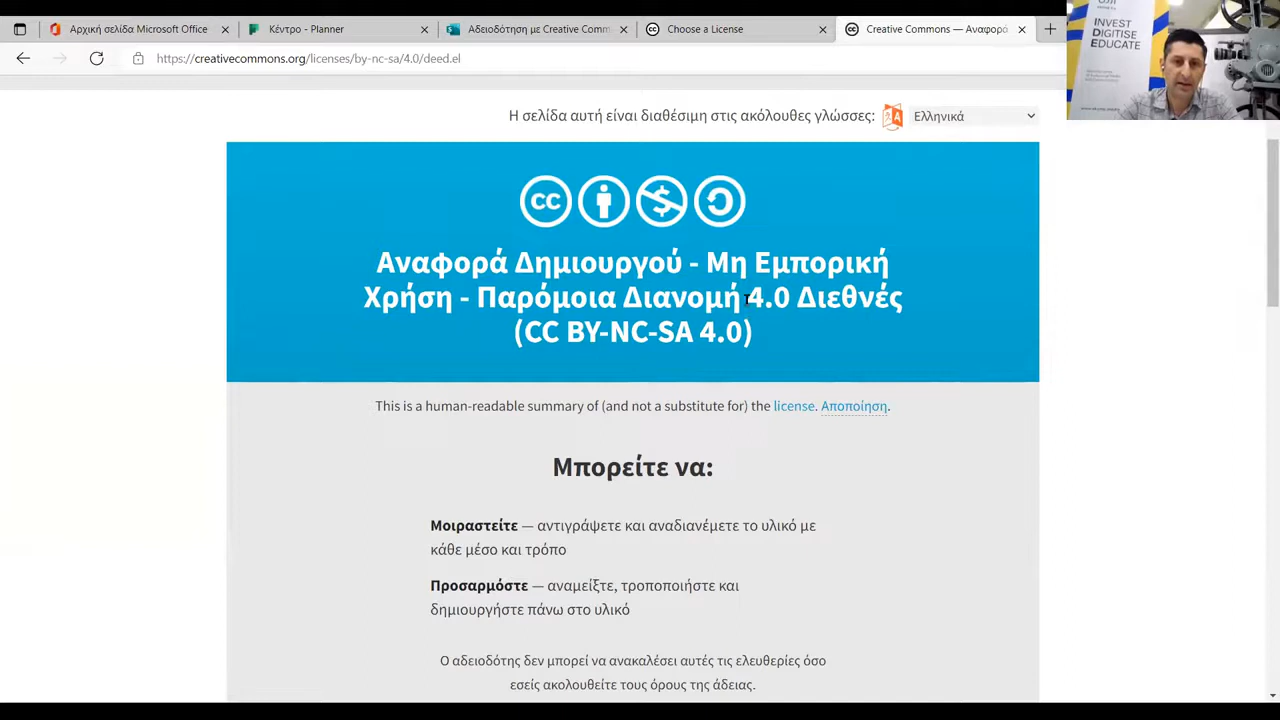 Αρχική σελίδα Microsoft Office
Κέντρο - Planner
Αδειοδότηση με Creative Comm
Choose a License
Creative Commons — Αναφορά
https://creativecommons.org/licenses/by-nc-sa/4.0/deed.el
INVEST
DIGITISE
EDUCATE
Η σελίδα αυτή είναι διαθέσιμη στις ακόλουθες γλώσσες:
Ελληνικά
cc
Αναφορά Δημιουργού - Μη Εμπορική
Χρήση - Παρόμοια Διανομή 4.0 Διεθνές
(CC BY-NC-SA 4.0)
This is a human-readable summary of (and not a substitute for) the license. Αποποίηση.
Μπορείτε να:
Μοιραστείτε — αντιγράψετε και αναδιανέμετε το υλικό με
κάθε μέσο και τρόπο
Προσαρμόστε — αναμείξτε, τροποποιήστε και
δημιουργήστε πάνω στο υλικό
Ο αδειοδότης δεν μπορεί να ανακαλέσει αυτές τις ελευθερίες όσο
εσείς ακολουθείτε τους όρους της άδειας.